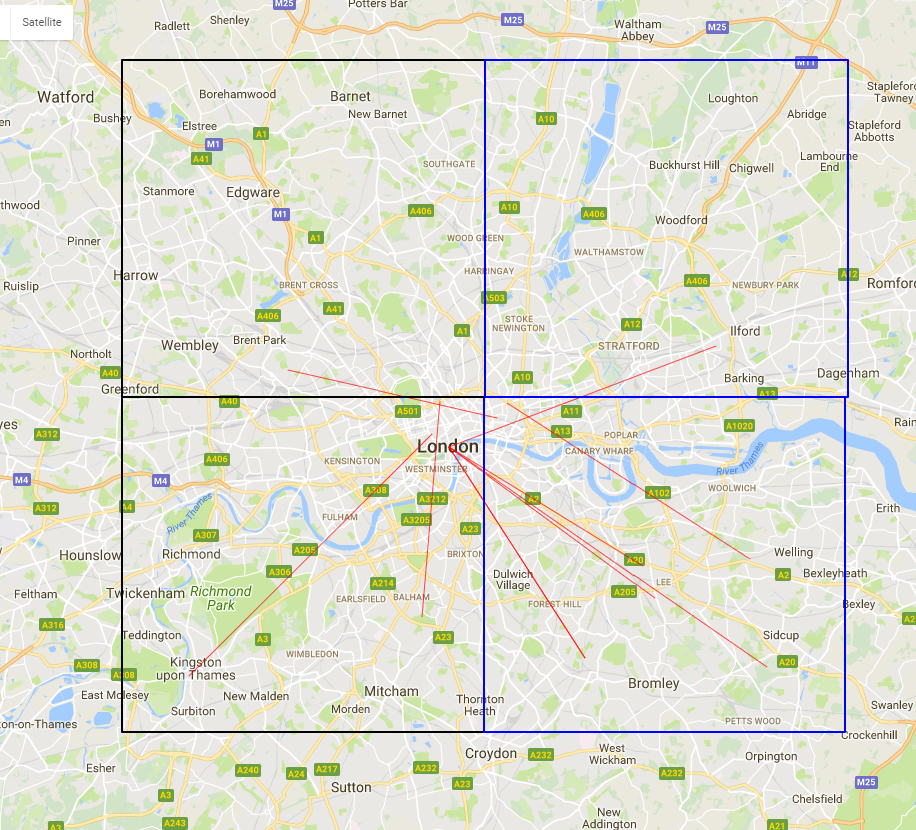 Satellite
M25
Potters Bar
Radlett
Shenley
M25
Waltham
Abbey
M25
M11
Watford
Borehamwood
Barnet
Loughton
Stapleford
Tawney
Bushey
New Barnet
A10
Abridge
Elstree
A1
Stapleford
Abbotts
M1
A41
SOUTHGATE
Buckhurst Hill
Chigwell
Lambourne
End
Stanmore
Edgware
M1
A406
A10
A406
Woodford
Pinner
A1
WOOD GREEN
WALTHAMSTOW
Harrow
HARRINGAY
A12
Ruislip
BRENT CROSS
A406
NEWBURY PARK
Romford
A503
A41
A406
STOKE
NEWINGTON
A12
Wembley
Brent Park
A1
STRATFORD
Ilford
Northolt
A40
A10
Barking
Dagenham
Greenford
A13
A40
A501
A11
A312
A13
POPLAR
A1020
London
CANARY WHARF
KENSINGTON
A406
WESTMINSTER
River Thames
M4
M4
A308
A3212
A2
A102
WOOLWICH
A312
A4
River Thames
FULHAM
A3205
Erith
A307
A23
Hounslow
Richmond
A205
BRIXTON
A20
Welling
A306
Dulwich
Village
A2
Bexleyheath
Feltham
Twickenham
Richmond
Park
A214
LEE
A205
EARLSFIELD
BALHAM
FOREST HILL
Bexley
A316
Teddington
A3
A23
Sidcup
WIMBLEDON
A308
A308
Kingston
upon Thames
A20
Bromley
East Molesey
New Malden
Mitcham
Thornton
Heath
Swanley
Surbiton
Morden
PETTS WOOD
ton-on-Thames
Crockenhill
Croydon
A232
West
Wickham
Orpington
Esher
A240
A24
A217
A232
A232
M25
Sutton
A23
A3
Chelsfield
New
Addington
A3
A243
A21